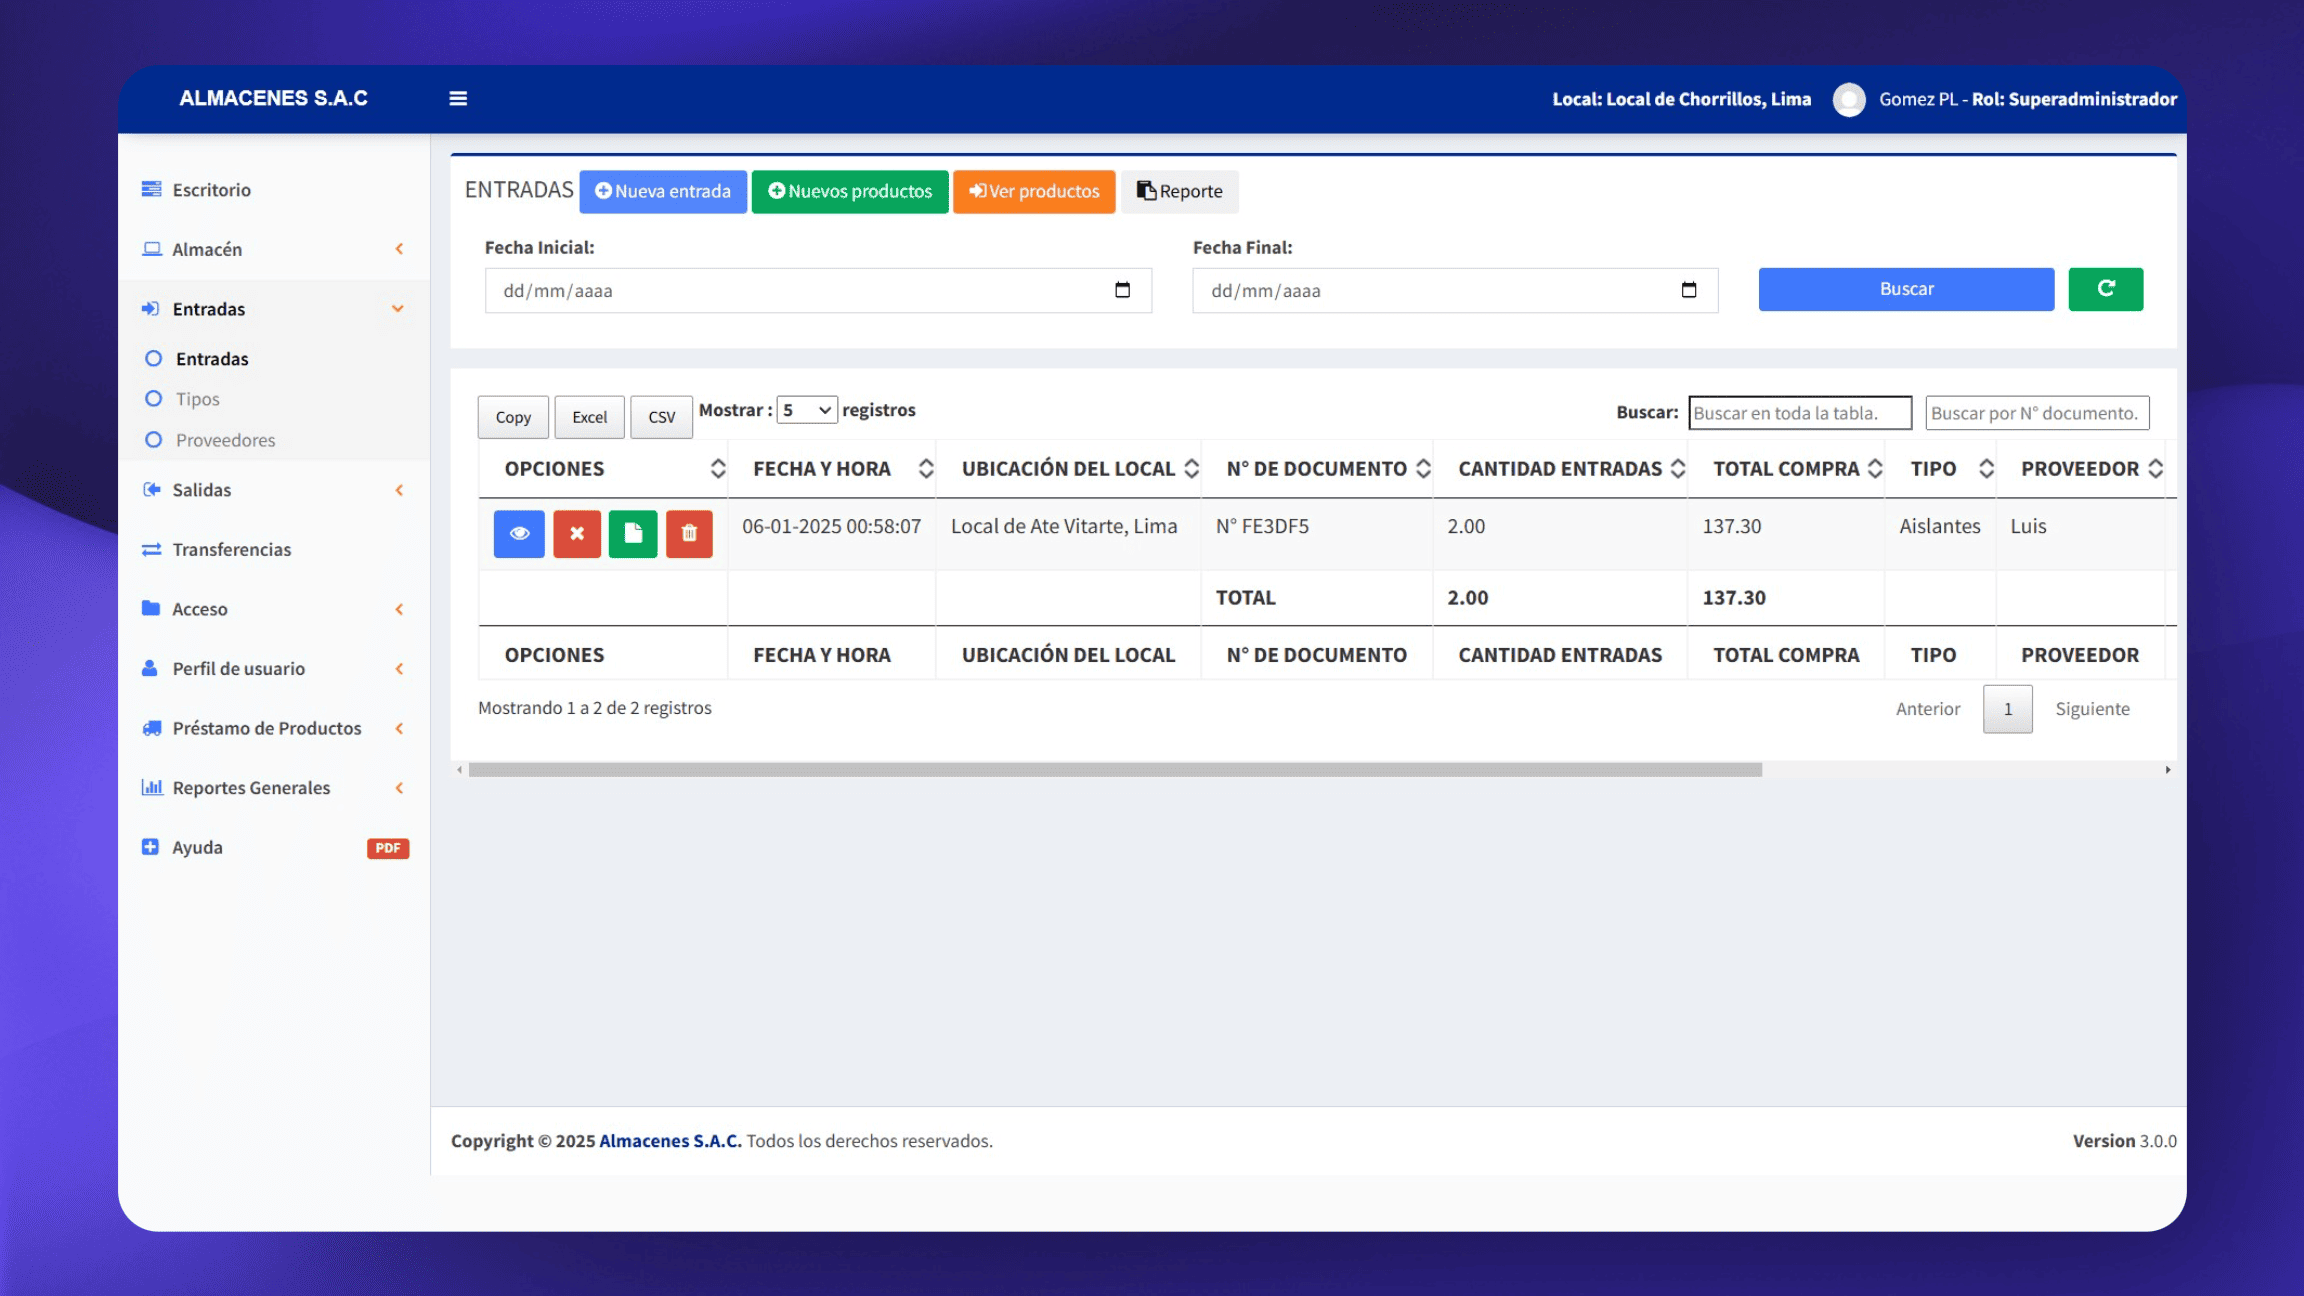 ALMACENES S.A.C
Local: Local de Chorrillos, Lima
Gomez PL - Rol: Superadministrador
Escritorio
Almacén
Entradas
Entradas
Tipos
Proveedores
Salidas
Transferencias
Acceso
Perfil de usuario
Préstamo de Productos
Reportes Generales
Ayuda PDF
ENTRADAS Nueva entrada Nuevos productos Ver productos Reporte
Fecha Inicial: Fecha Final:
dd/mm/aaaa dd/mm/aaaa Buscar
Copy Excel CSV Mostrar : 5 registros Buscar: Buscar en toda la tabla. Buscar por N° documento.
OPCIONES FECHA Y HORA UBICACIÓN DEL LOCAL N° DE DOCUMENTO CANTIDAD ENTRADAS TOTAL COMPRA TIPO PROVEEDOR
06-01-2025 00:58:07 Local de Ate Vitarte, Lima N° FE3DF5 2.00 137.30 Aislantes Luis
TOTAL 2.00 137.30
OPCIONES FECHA Y HORA UBICACIÓN DEL LOCAL N° DE DOCUMENTO CANTIDAD ENTRADAS TOTAL COMPRA TIPO PROVEEDOR
Mostrando 1 a 2 de 2 registros Anterior 1 Siguiente
Copyright © 2025 Almacenes S.A.C. Todos los derechos reservados. Version 3.0.0